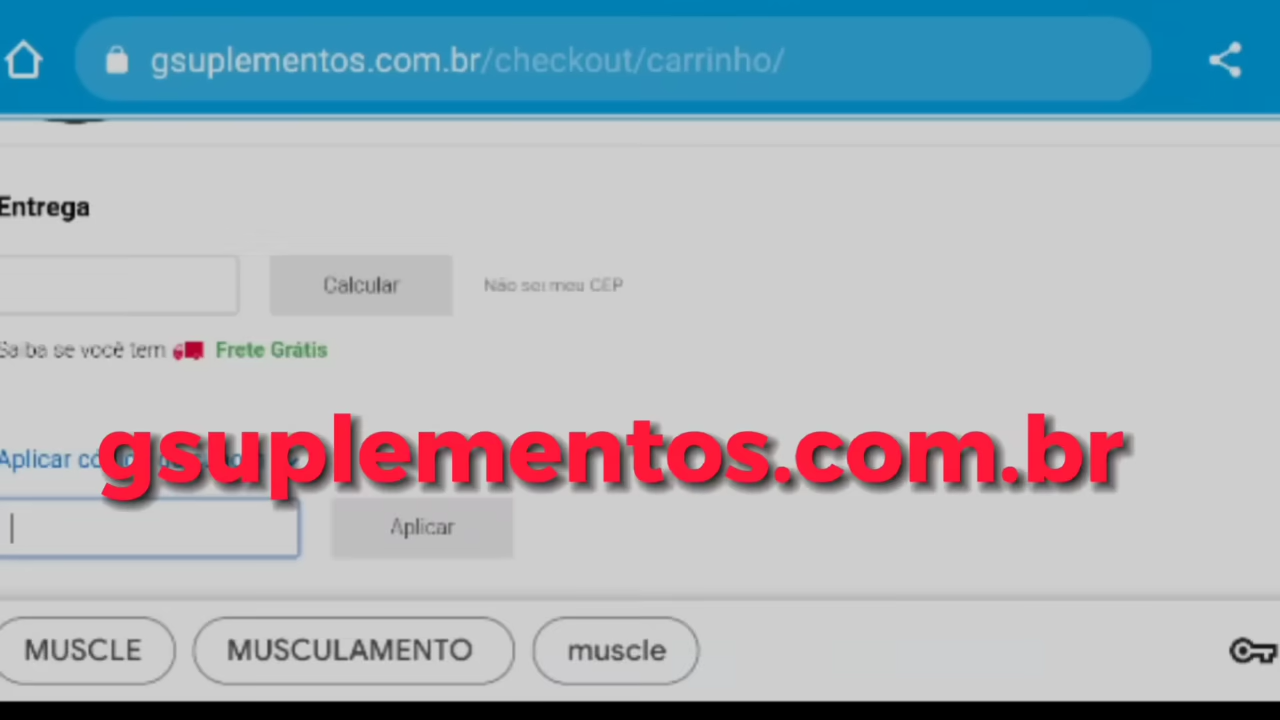 gsuplementos.com.br/checkout/carrinho/
Entrega
Calcular Não sei meu CEP
Saiba se você tem Frete Grátis
Aplicar
gsuplementos.com.br
Aplicar
MUSCLE MUSCULAMENTO muscle